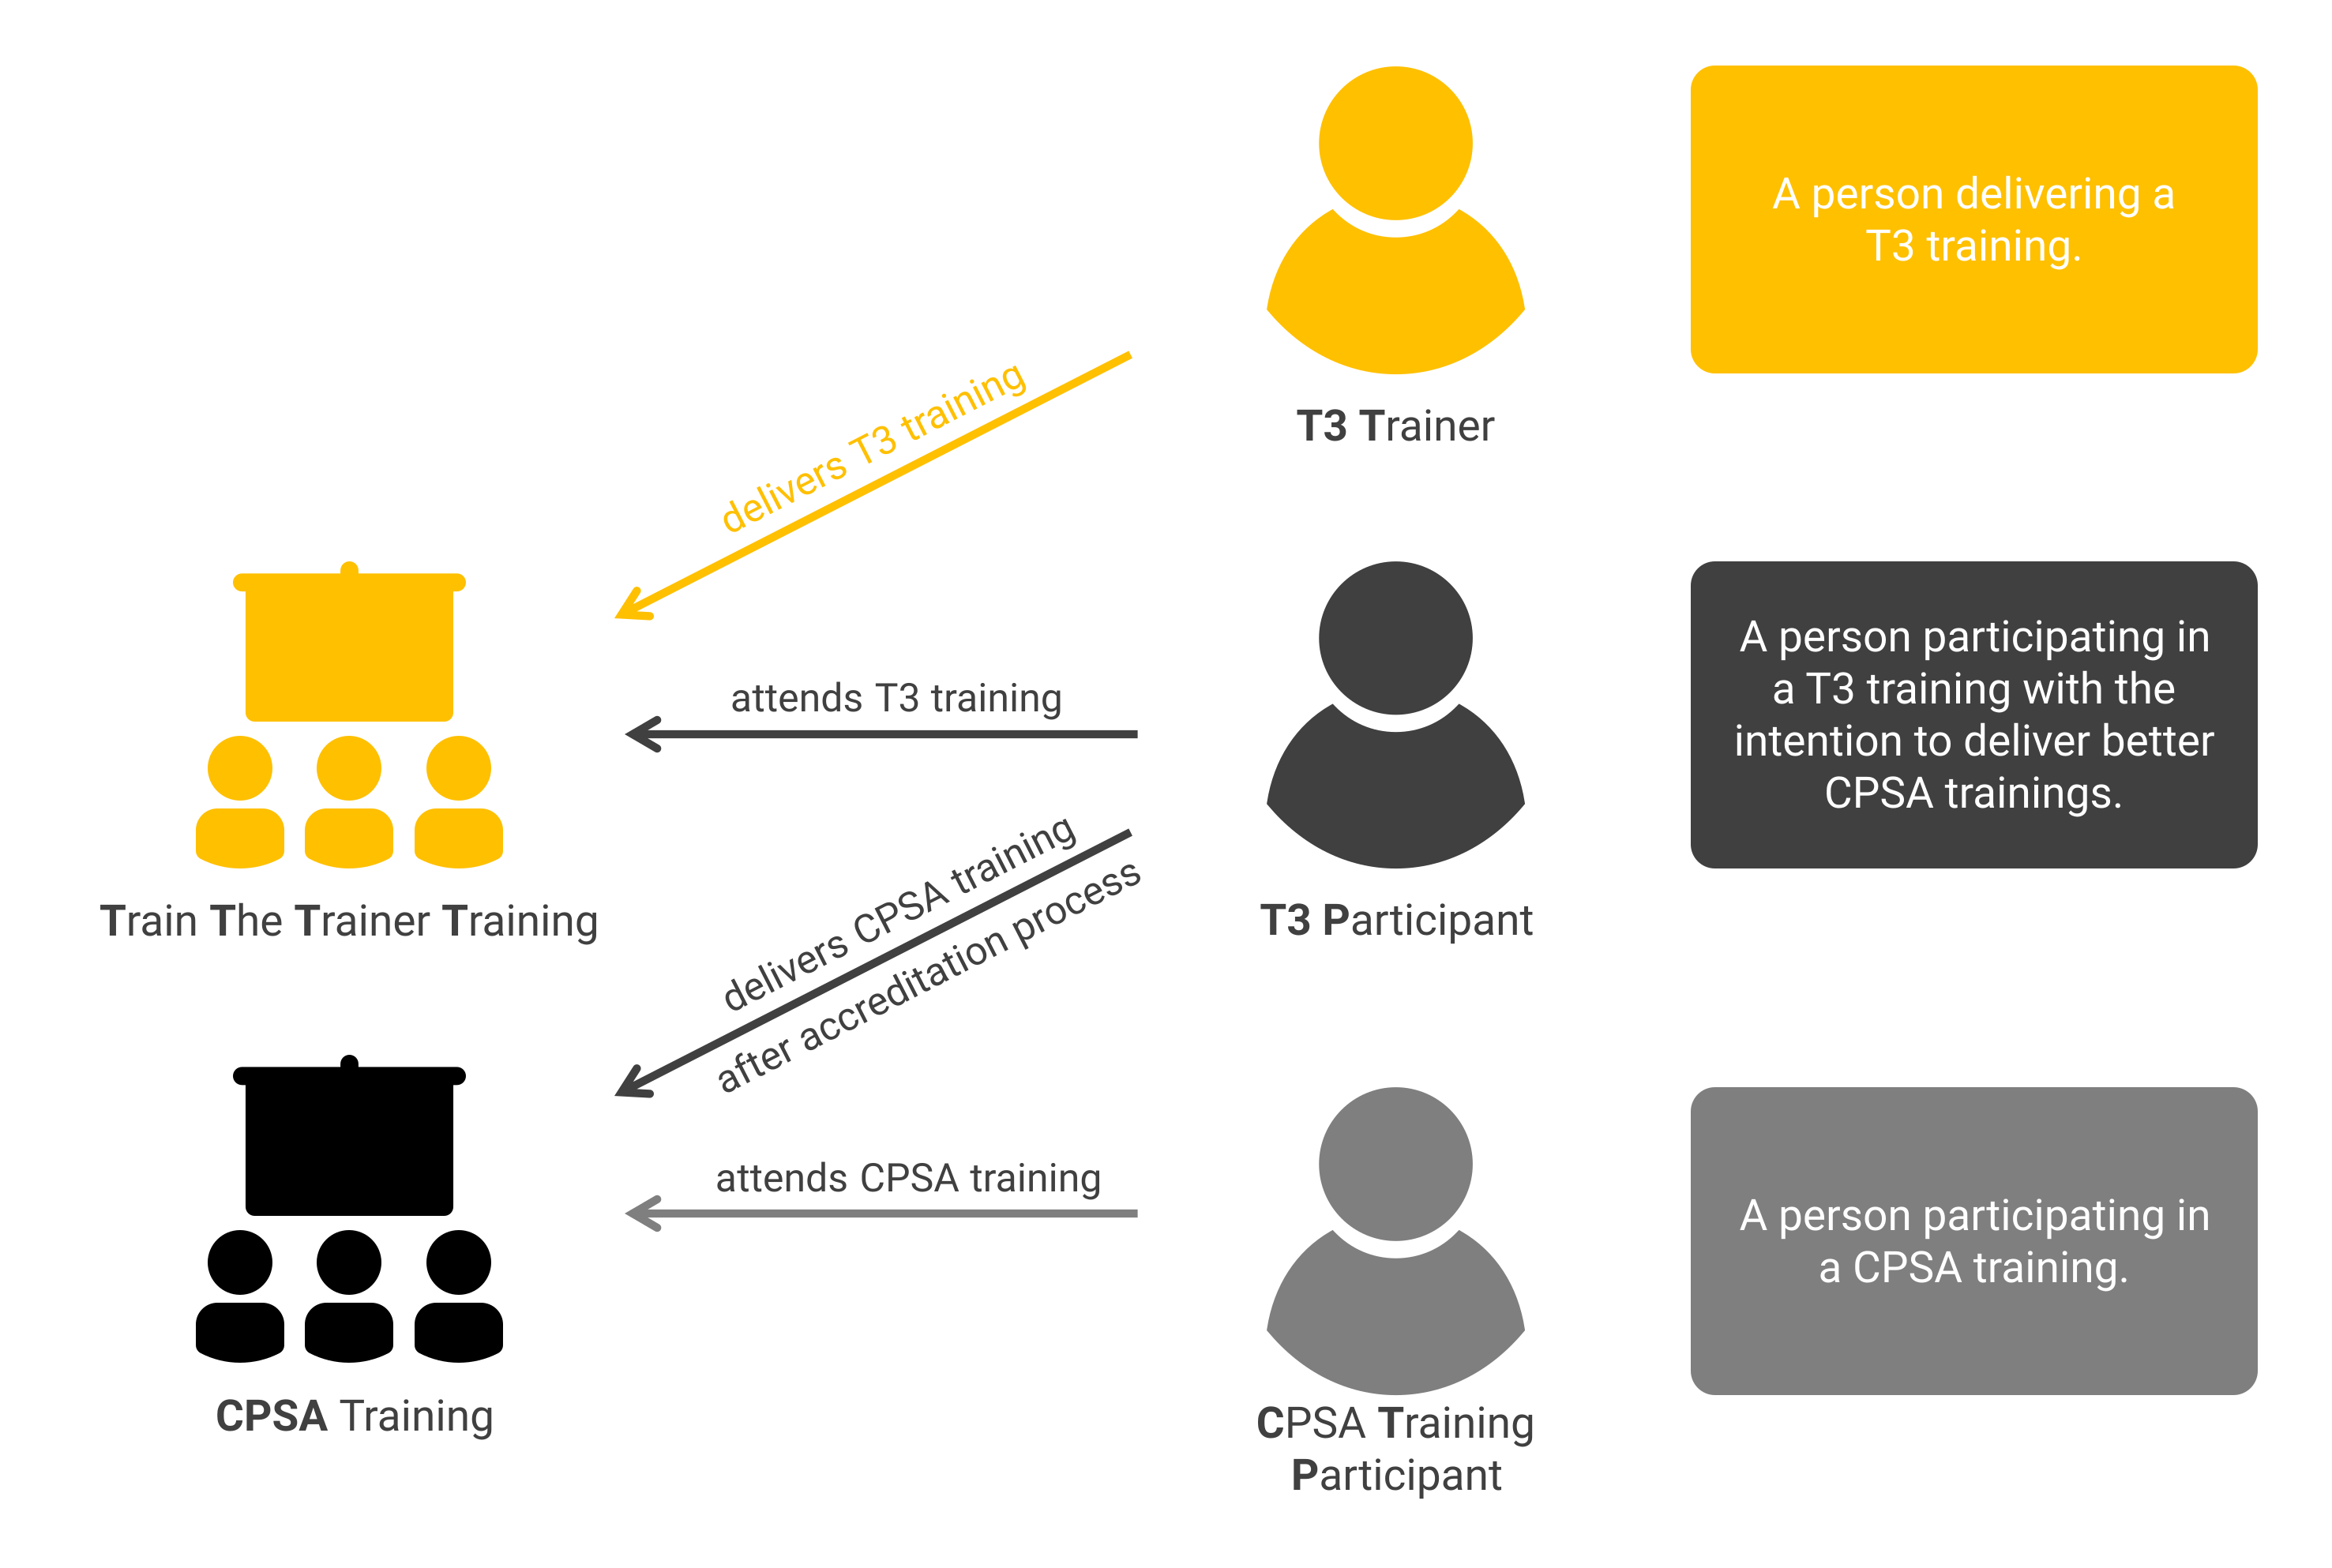 A person delivering a
T3 training.
T3 Trainer
delivers T3 training
A person participating in
a T3 training with the
intention to deliver better
CPSA trainings.
attends T3 training
T3 Participant
Train The Trainer Training
delivers CPSA training
after accreditation process
attends CPSA training
A person participating in
a CPSA training.
CPSA Training
CPSA Training
Participant